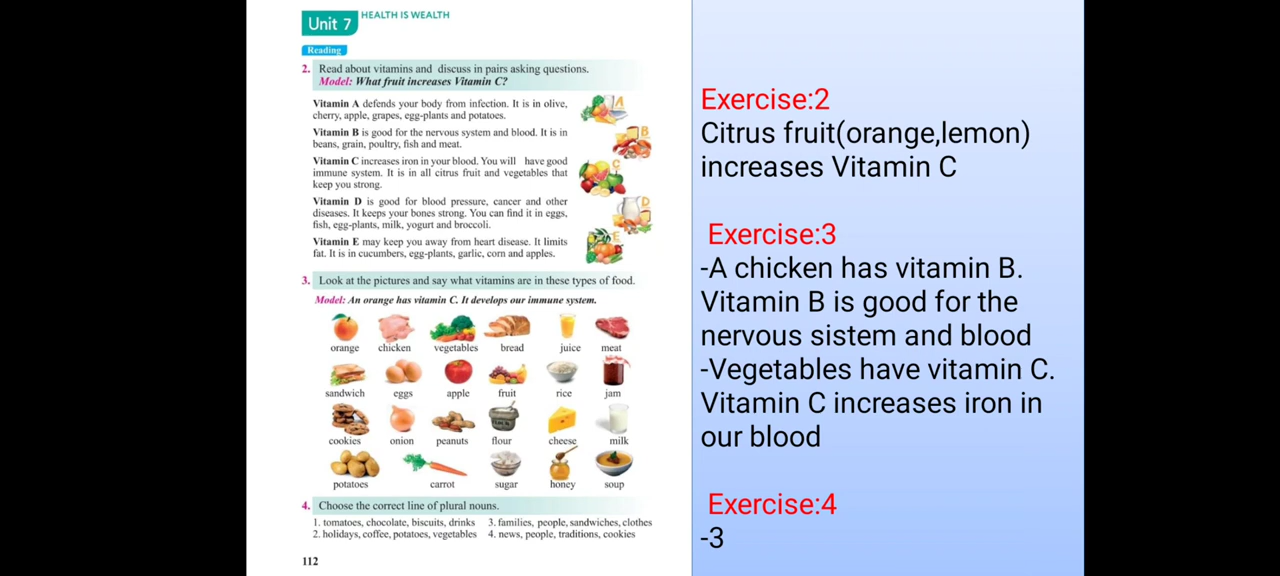 HEALTH IS WEALTH
Unit 7
Reading
2. Read about vitamins and discuss in pairs asking questions.
Model: What fruit increases Vitamin C?
Vitamin A defends your body from infection. It is in olive,
cherry, apple, grapes, egg-plants and potatoes.
A
Vitamin B is good for the nervous system and blood. It is in
beans, grain, poultry, fish and meat.
B
Vitamin C increases iron in your blood. You will have good
immune system. It is in all citrus fruit and vegetables that
keep you strong.
C
Vitamin D is good for blood pressure, cancer and other
diseases. It keeps your bones strong. You can find it in eggs,
fish, egg-plants, milk, yogurt and broccoli.
D
Vitamin E may keep you away from heart disease. It limits
fat. It is in cucumbers, egg-plants, garlic, corn and apples.
E
3. Look at the pictures and say what vitamins are in these types of food.
Model: An orange has vitamin C. It develops our immune system.
orange chicken vegetables bread juice meat
sandwich eggs apple fruit rice jam
cookies onion peanuts flour cheese milk
potatoes carrot sugar honey soup
4. Choose the correct line of plural nouns.
1. tomatoes, chocolate, biscuits, drinks
2. holidays, coffee, potatoes, vegetables
3. families, people, sandwiches, clothes
4. news, people, traditions, cookies
112
Exercise:2
Citrus fruit(orange,lemon)
increases Vitamin C
Exercise:3
-A chicken has vitamin B.
Vitamin B is good for the
nervous sistem and blood
-Vegetables have vitamin C.
Vitamin C increases iron in
our blood
Exercise:4
-3